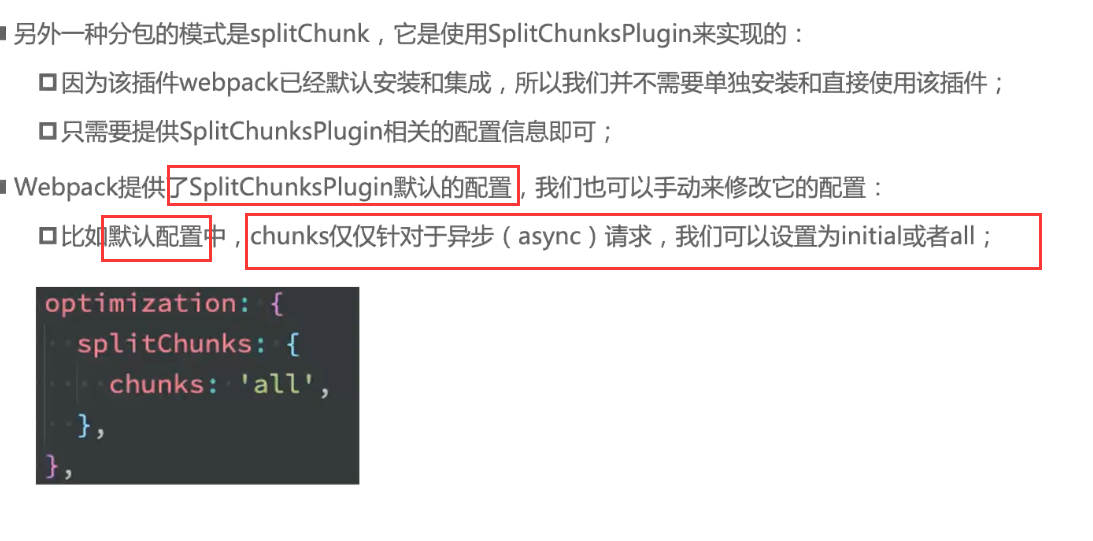 另外一种分包的模式是splitChunk，它是使用SplitChunksPlugin来实现的：
因为该插件webpack已经默认安装和集成，所以我们并不需要单独安装和直接使用该插件；
只需要提供SplitChunksPlugin相关的配置信息即可；
Webpack提供了SplitChunksPlugin默认的配置，我们也可以手动来修改它的配置：
比如默认配置中，chunks仅仅针对于异步（async）请求，我们可以设置为initial或者all；
optimization: {
splitChunks: {
chunks: 'all',
},
},